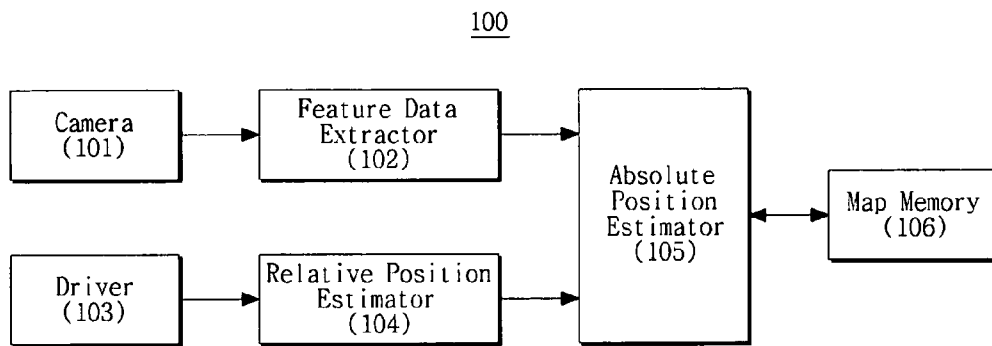 100
Camera
(101)
Feature Data
Extractor
(102)
Absolute
Position
Estimator
(105)
Map Memory
(106)
Driver
(103)
Relative Position
Estimator
(104)